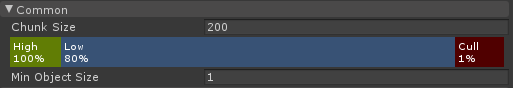 Common
Chunk Size 200
High Low Cull
100% 80% 1%
Min Object Size 1